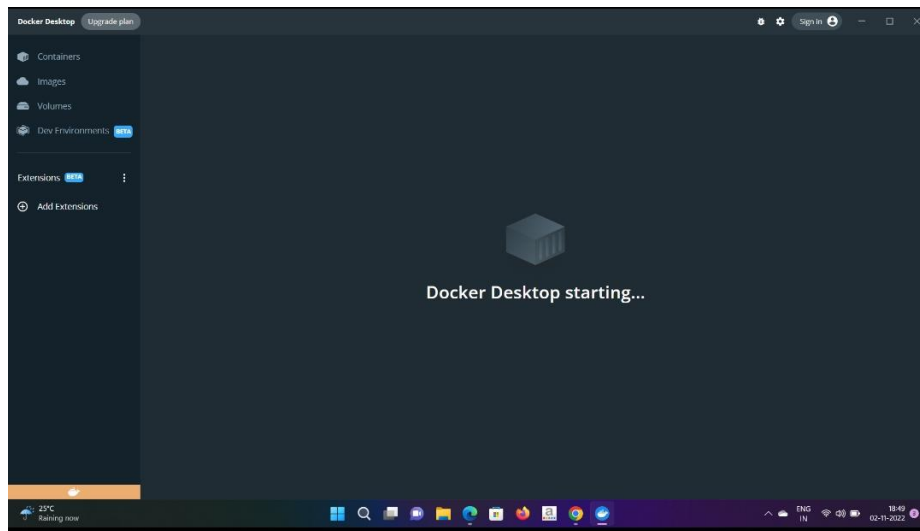 Docker Desktop Upgrade plan
Sign in
Containers
Images
Volumes
Dev Environments BETA
Extensions BETA
Add Extensions
Docker Desktop starting...
25°C
Raining now
ENG
IN
18:49
02-11-2022